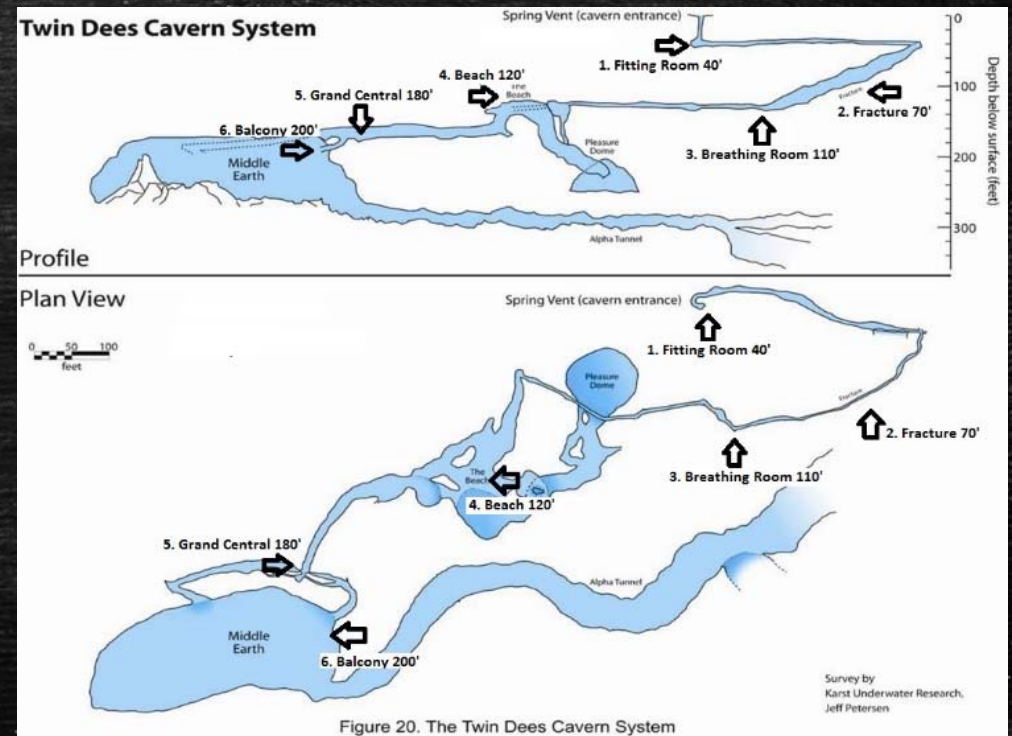 Twin Dees Cavern System
Spring Vent (cavern entrance)
0
1. Fitting Room 40'
4. Beach 120'
The
Beach
100
Fracture
2. Fracture 70'
5. Grand Central 180'
6. Balcony 200'
3. Breathing Room 110'
Pleasure
Dome
Middle
Earth
200
Depth below surface (feet)
300
Alpha Tunnel
Profile
Plan View
Spring Vent (cavern entrance)
1. Fitting Room 40'
0 50 100
feet
Pleasure
Dome
Fracture
2. Fracture 70'
3. Breathing Room 110'
The
Beach
4. Beach 120'
5. Grand Central 180'
Alpha Tunnel
Middle
Earth
6. Balcony 200'
Survey by
Karst Underwater Research,
Jeff Petersen
Figure 20. The Twin Dees Cavern System